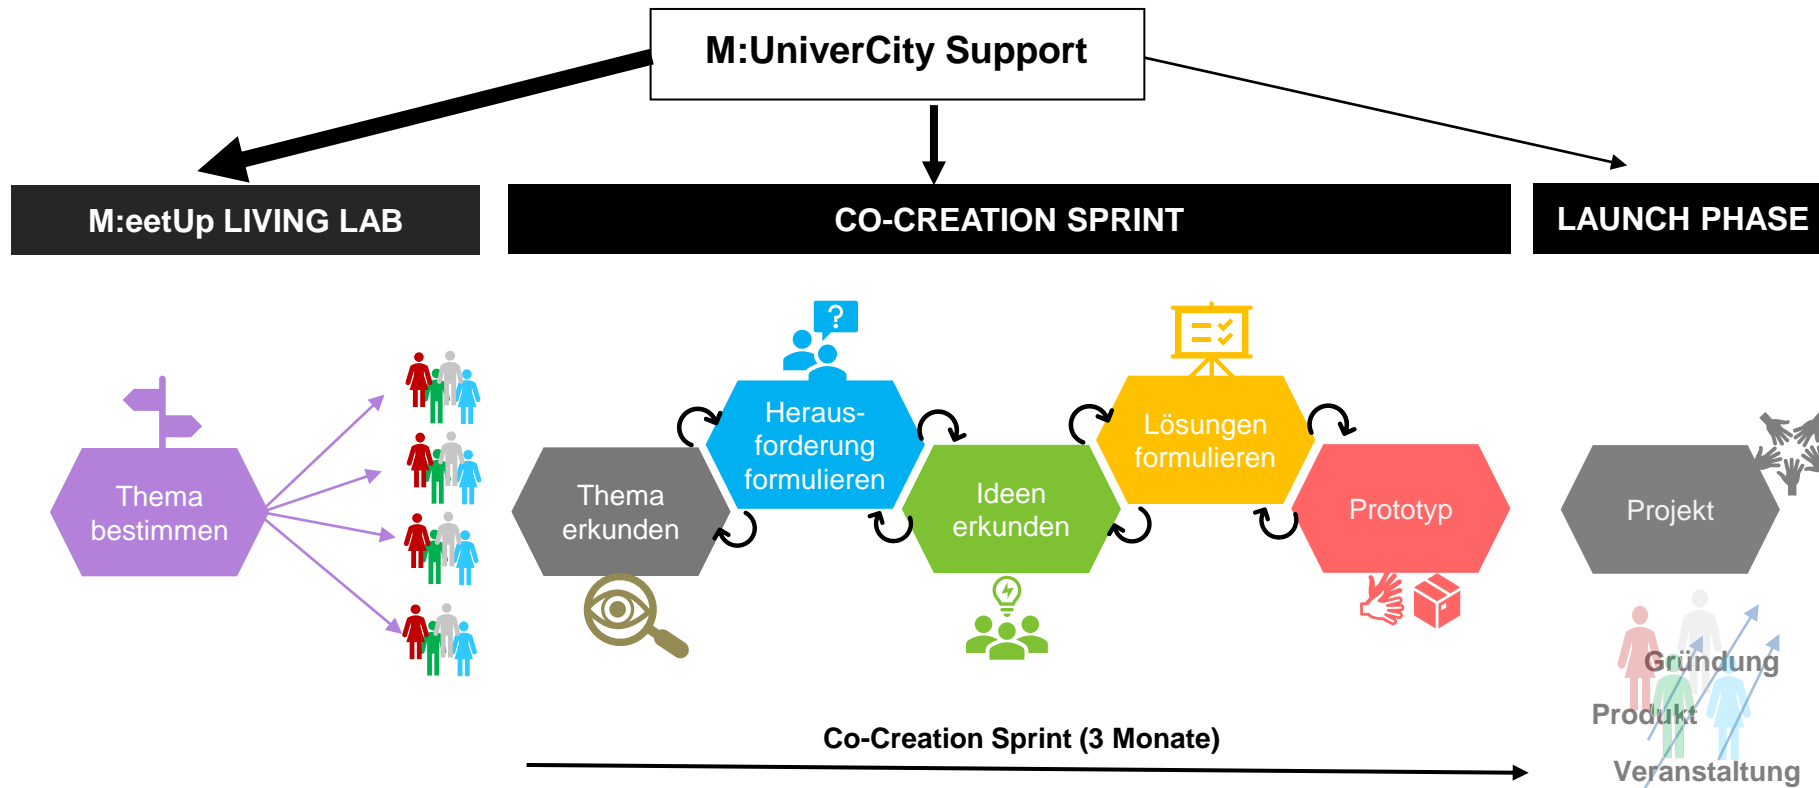 M:UniverCity Support
M:eetUp LIVING LAB
CO-CREATION SPRINT
LAUNCH PHASE
Thema
bestimmen
Thema
erkunden
Heraus-
forderung
formulieren
?
Ideen
erkunden
Lösungen
formulieren
Prototyp
Projekt
Gründung
Produkt
Veranstaltung
Co-Creation Sprint (3 Monate)